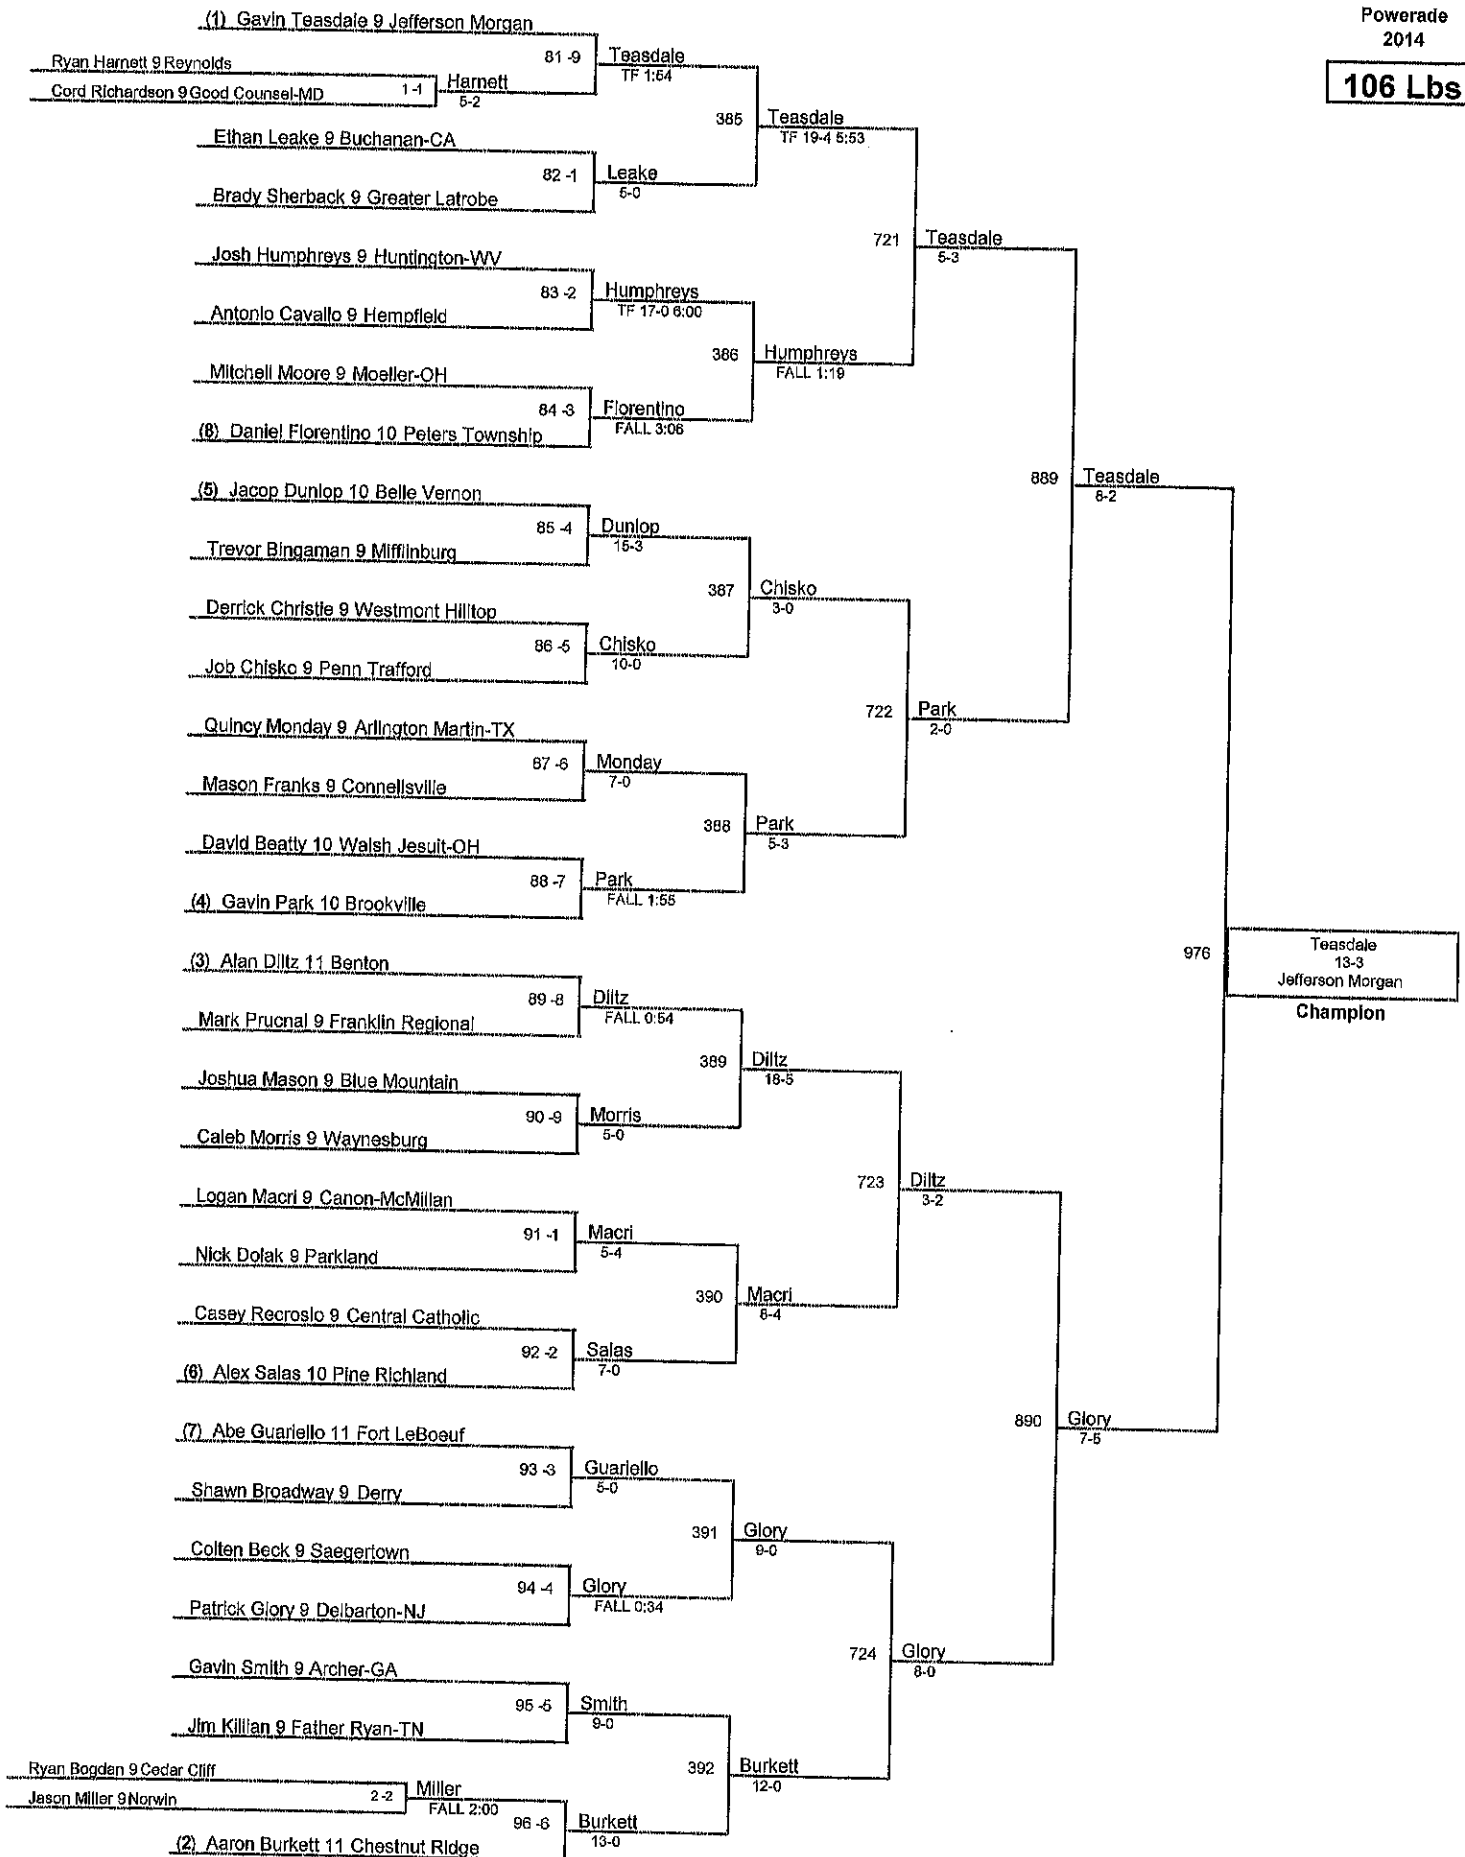 Powerade
2014
106 Lbs
(1) Gavin Teasdale 9 Jefferson Morgan
81 -9
Teasdale
TF 1:54
Ryan Harnett 9 Reynolds
Cord Richardson 9 Good Counsel-MD
1 -1
Harnett
5-2
385
Teasdale
TF 19-4 5:53
Ethan Leake 9 Buchanan-CA
82 -1
Leake
5-0
Brady Sherback 9 Greater Latrobe
721
Teasdale
5-3
Josh Humphreys 9 Huntington-WV
83 -2
Humphreys
TF 17-0 6:00
Antonio Cavallo 9 Hempfield
386
Humphreys
FALL 1:19
Mitchell Moore 9 Moeller-OH
84 -3
Florentino
FALL 3:06
(8) Daniel Florentino 10 Peters Township
889
Teasdale
8-2
(5) Jacop Dunlop 10 Belle Vernon
85 -4
Dunlop
15-3
Trevor Bingaman 9 Mifflinburg
387
Chisko
3-0
Derrick Christie 9 Westmont Hilltop
86 -5
Chisko
10-0
Job Chisko 9 Penn Trafford
722
Park
2-0
Quincy Monday 9 Arlington Martin-TX
87 -6
Monday
7-0
Mason Franks 9 Connellsville
388
Park
5-3
David Beatty 10 Walsh Jesuit-OH
88 -7
Park
FALL 1:55
(4) Gavin Park 10 Brookville
976
Teasdale
13-3
Jefferson Morgan
Champion
(3) Alan Diltz 11 Benton
89 -8
Diltz
FALL 0:54
Mark Prucnal 9 Franklin Regional
389
Diltz
18-5
Joshua Mason 9 Blue Mountain
90 -9
Morris
5-0
Caleb Morris 9 Waynesburg
723
Diltz
3-2
Logan Macri 9 Canon-McMillan
91 -1
Macri
5-4
Nick Dolak 9 Parkland
390
Macri
8-4
Casey Recroslo 9 Central Catholic
92 -2
Salas
7-0
(6) Alex Salas 10 Pine Richland
890
Glory
7-5
(7) Abe Guariello 11 Fort LeBoeuf
93 -3
Guariello
5-0
Shawn Broadway 9 Derry
391
Glory
9-0
Colten Beck 9 Saegertown
94 -4
Glory
FALL 0:34
Patrick Glory 9 Delbarton-NJ
724
Glory
8-0
Gavin Smith 9 Archer-GA
95 -5
Smith
9-0
Jim Killian 9 Father Ryan-TN
392
Burkett
12-0
Ryan Bogdan 9 Cedar Cliff
Jason Miller 9 Norwin
2 -2
Miller
FALL 2:00
96 -6
Burkett
13-0
(2) Aaron Burkett 11 Chestnut Ridge